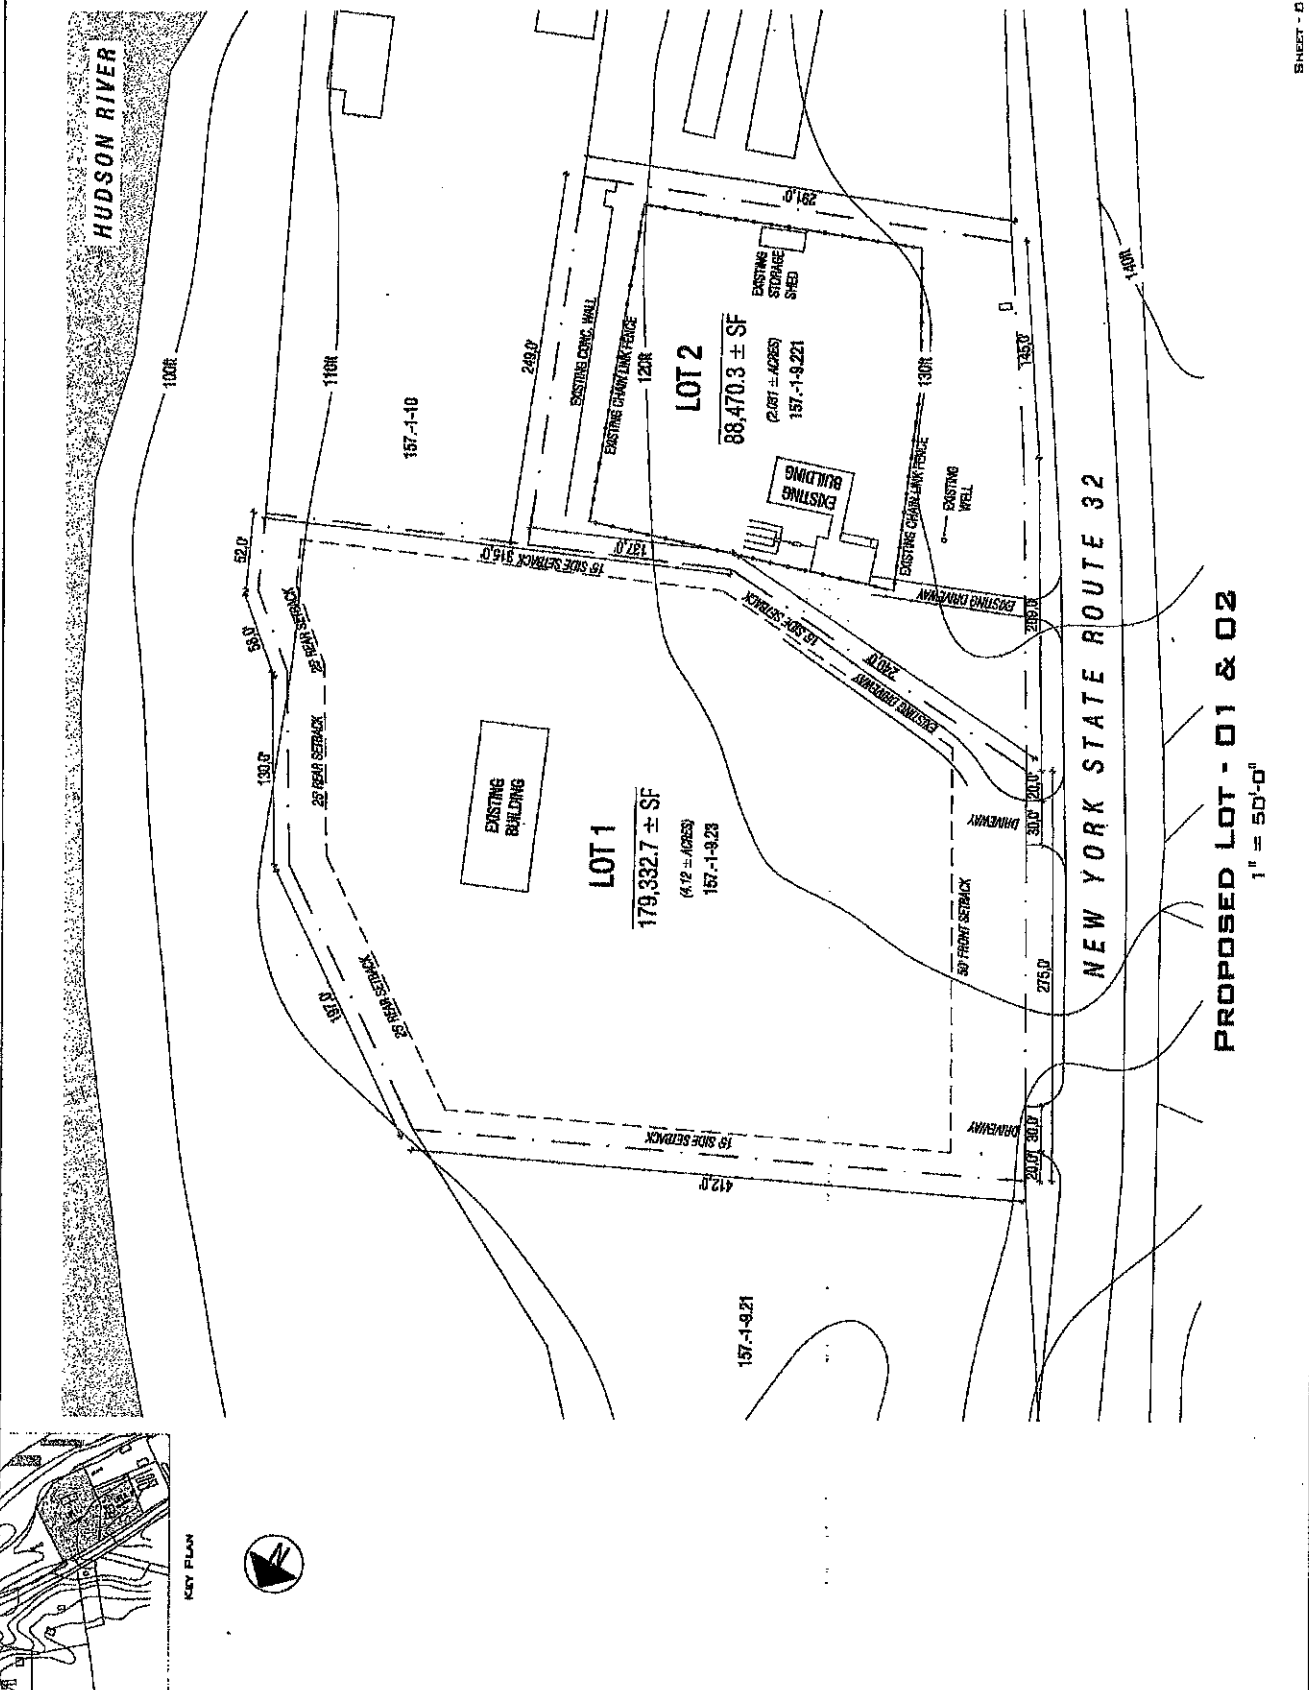 HUDSON RIVER
100ft
110ft
157.-1-10
52.0'
58.0'
130.0'
197.0'
25' REAR SETBACK
25' REAR SETBACK
25' REAR SETBACK
249.0'
EXISTING CONC. WALL
EXISTING CHAIN LINK FENCE
120ft
291.0'
EXISTING
STORAGE
SHED
LOT 2
88,470.3 ± SF
(2.031 ± ACRES)
157.-1-9.221
EXISTING
BUILDING
130ft
EXISTING CHAIN LINK FENCE
EXISTING
WELL
145.0'
140ft
15' SIDE SETBACK
315.0'
137.0'
15' SIDE SETBACK
240.0'
EXISTING DRIVEWAY
EXISTING DRIVEWAY
209.0'
EXISTING
BUILDING
LOT 1
179,332.7 ± SF
(4.12 ± ACRES)
157.-1-9.23
DRIVEWAY
20.0'
30.0'
50' FRONT SETBACK
275.0'
15' SIDE SETBACK
412.0'
DRIVEWAY
30.0'
20.0'
157.-1-9.21
NEW YORK STATE ROUTE 32
PROPOSED LOT - 01 & 02
1" = 50'-0"
KEY PLAN
N